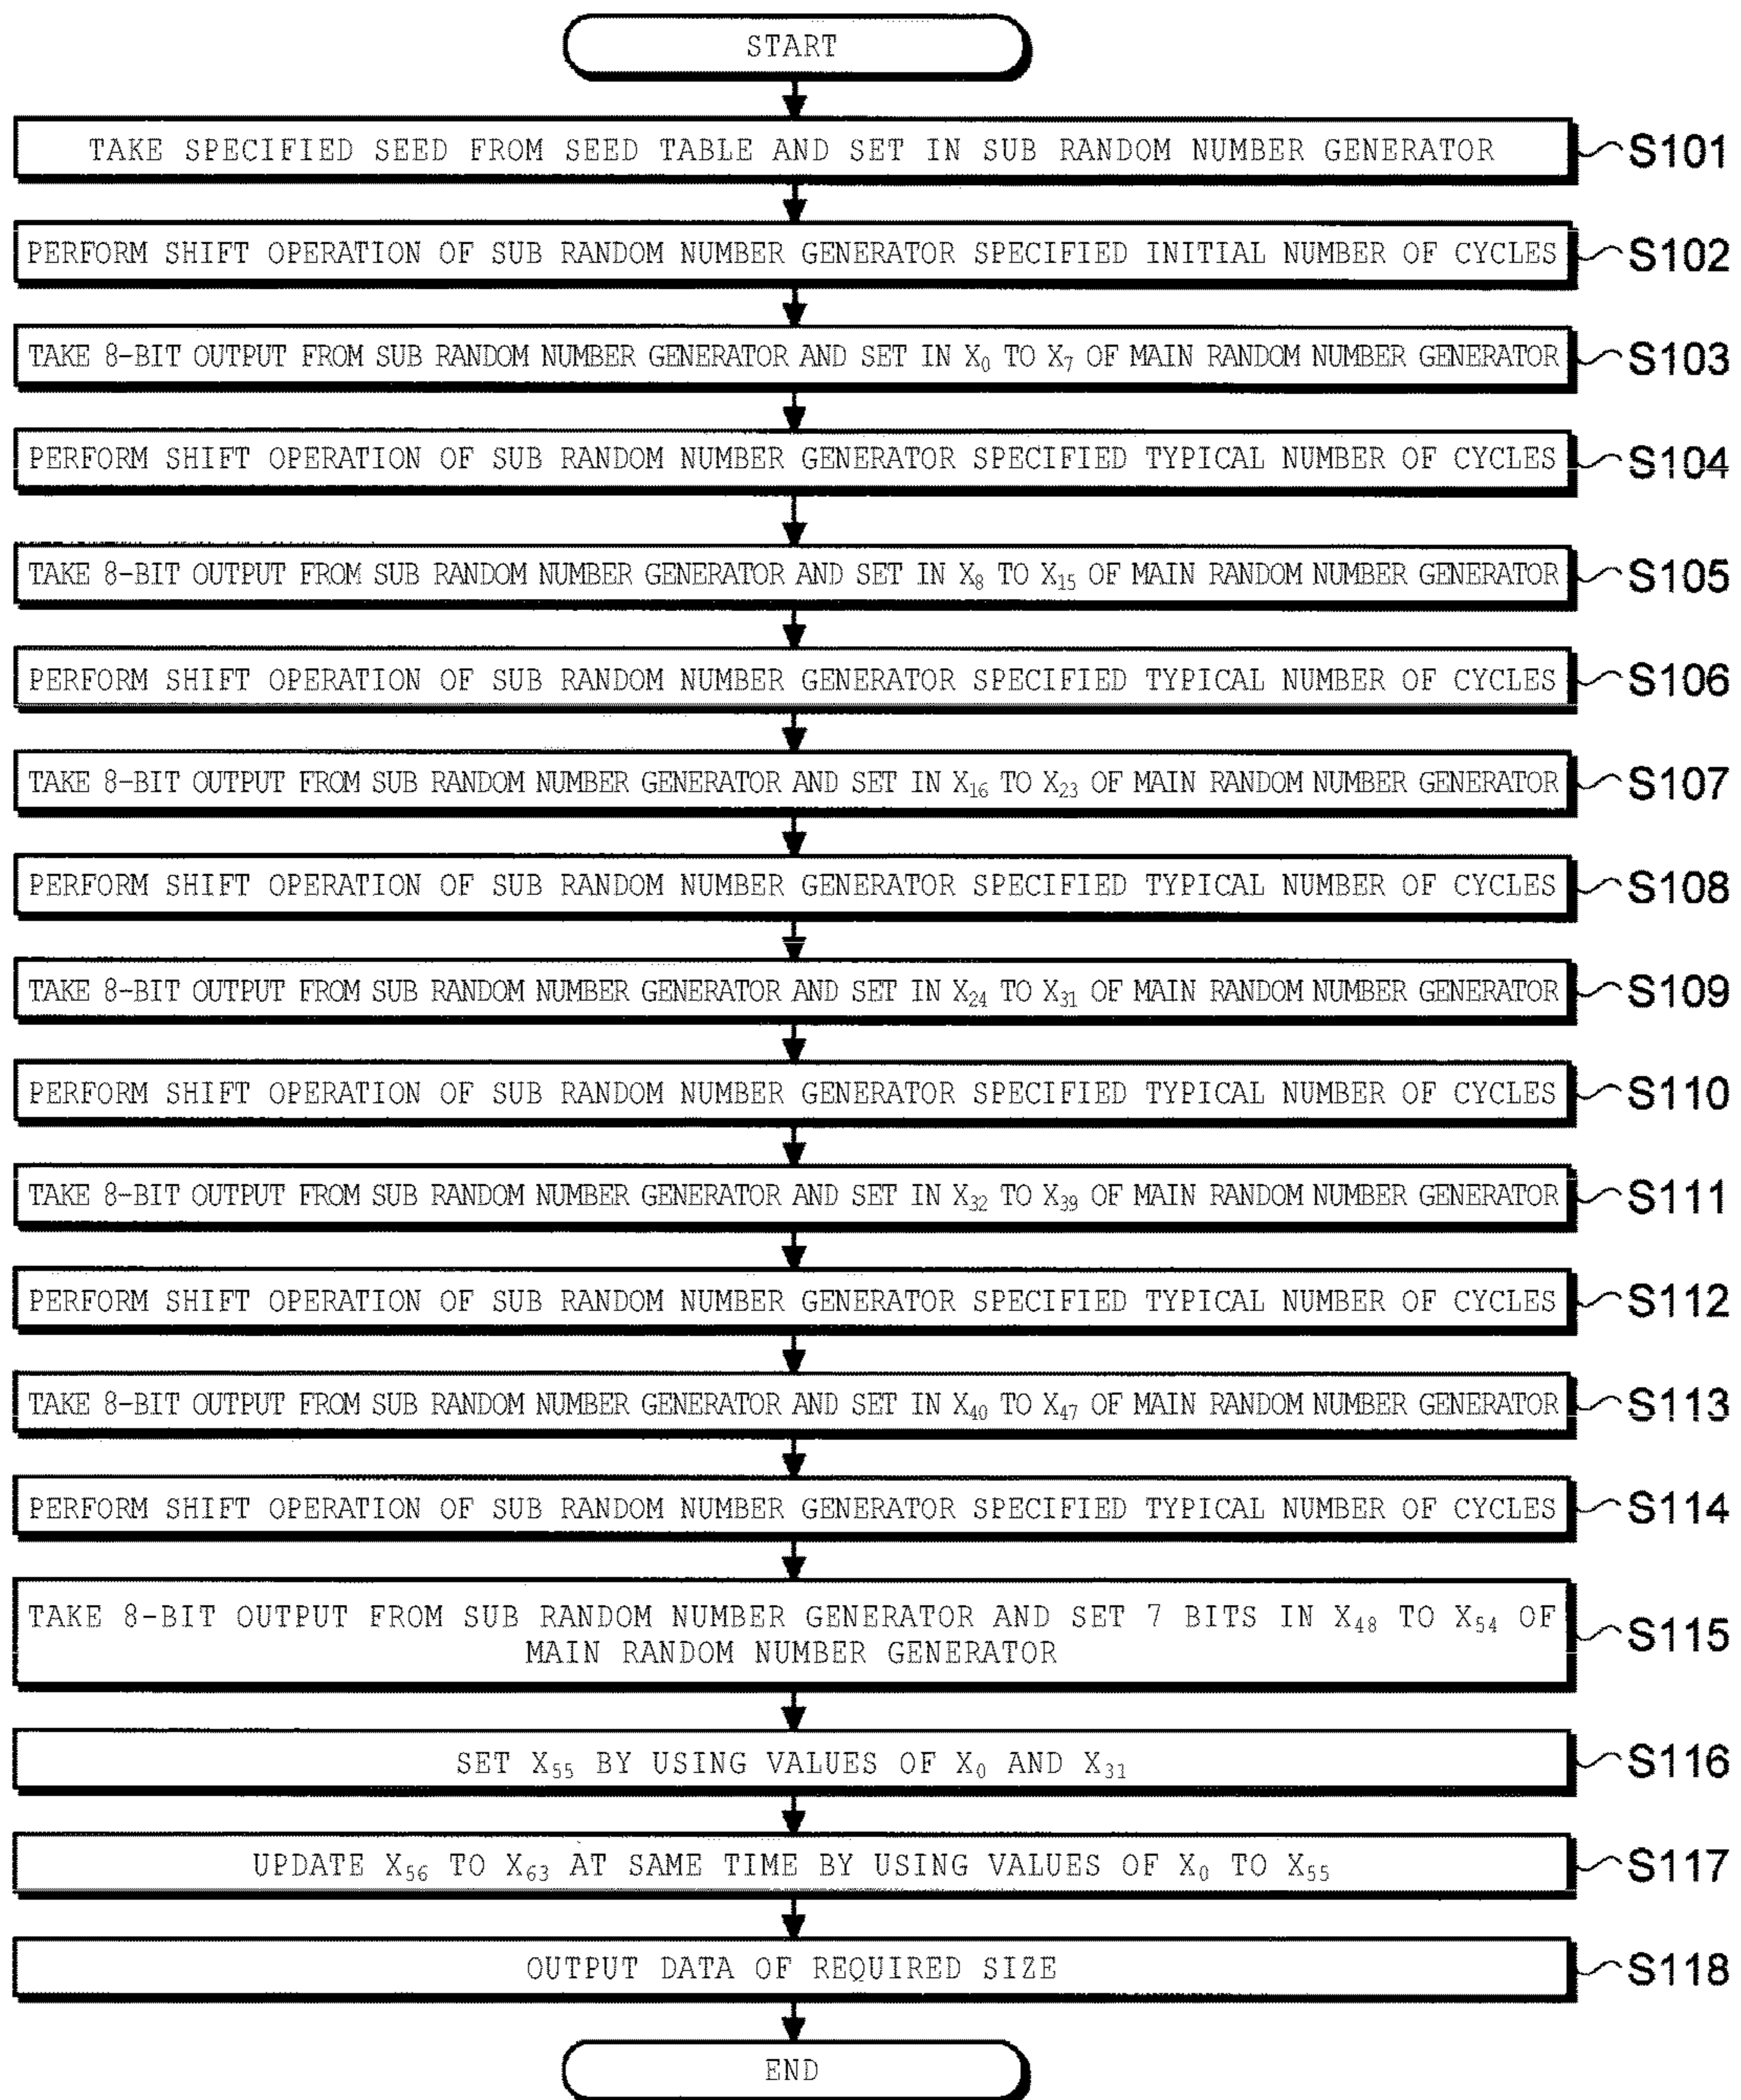 START
TAKE SPECIFIED SEED FROM SEED TABLE AND SET IN SUB RANDOM NUMBER GENERATOR S101
PERFORM SHIFT OPERATION OF SUB RANDOM NUMBER GENERATOR SPECIFIED INITIAL NUMBER OF CYCLES S102
TAKE 8-BIT OUTPUT FROM SUB RANDOM NUMBER GENERATOR AND SET IN X₀ TO X₇ OF MAIN RANDOM NUMBER GENERATOR S103
PERFORM SHIFT OPERATION OF SUB RANDOM NUMBER GENERATOR SPECIFIED TYPICAL NUMBER OF CYCLES S104
TAKE 8-BIT OUTPUT FROM SUB RANDOM NUMBER GENERATOR AND SET IN X₈ TO X₁₅ OF MAIN RANDOM NUMBER GENERATOR S105
PERFORM SHIFT OPERATION OF SUB RANDOM NUMBER GENERATOR SPECIFIED TYPICAL NUMBER OF CYCLES S106
TAKE 8-BIT OUTPUT FROM SUB RANDOM NUMBER GENERATOR AND SET IN X₁₆ TO X₂₃ OF MAIN RANDOM NUMBER GENERATOR S107
PERFORM SHIFT OPERATION OF SUB RANDOM NUMBER GENERATOR SPECIFIED TYPICAL NUMBER OF CYCLES S108
TAKE 8-BIT OUTPUT FROM SUB RANDOM NUMBER GENERATOR AND SET IN X₂₄ TO X₃₁ OF MAIN RANDOM NUMBER GENERATOR S109
PERFORM SHIFT OPERATION OF SUB RANDOM NUMBER GENERATOR SPECIFIED TYPICAL NUMBER OF CYCLES S110
TAKE 8-BIT OUTPUT FROM SUB RANDOM NUMBER GENERATOR AND SET IN X₃₂ TO X₃₉ OF MAIN RANDOM NUMBER GENERATOR S111
PERFORM SHIFT OPERATION OF SUB RANDOM NUMBER GENERATOR SPECIFIED TYPICAL NUMBER OF CYCLES S112
TAKE 8-BIT OUTPUT FROM SUB RANDOM NUMBER GENERATOR AND SET IN X₄₀ TO X₄₇ OF MAIN RANDOM NUMBER GENERATOR S113
PERFORM SHIFT OPERATION OF SUB RANDOM NUMBER GENERATOR SPECIFIED TYPICAL NUMBER OF CYCLES S114
TAKE 8-BIT OUTPUT FROM SUB RANDOM NUMBER GENERATOR AND SET 7 BITS IN X₄₈ TO X₅₄ OF
MAIN RANDOM NUMBER GENERATOR S115
SET X₅₅ BY USING VALUES OF X₀ AND X₃₁ S116
UPDATE X₅₆ TO X₆₃ AT SAME TIME BY USING VALUES OF X₀ TO X₅₅ S117
OUTPUT DATA OF REQUIRED SIZE S118
END